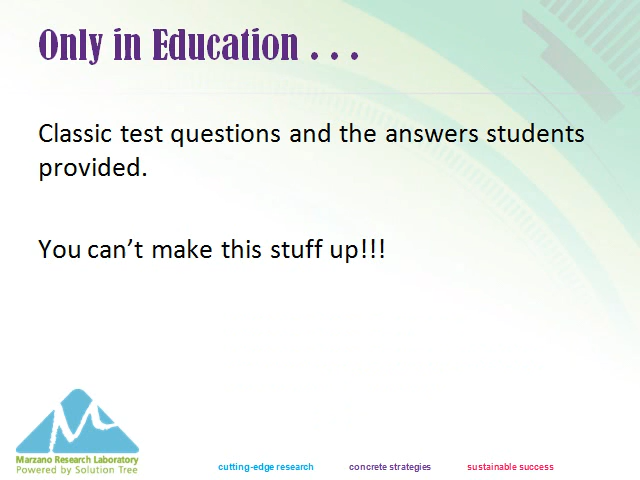 Only in Education . . .
Classic test questions and the answers students
provided.
You can’t make this stuff up!!!
Marzano Research Laboratory
Powered by Solution Tree
cutting-edge research concrete strategies sustainable success